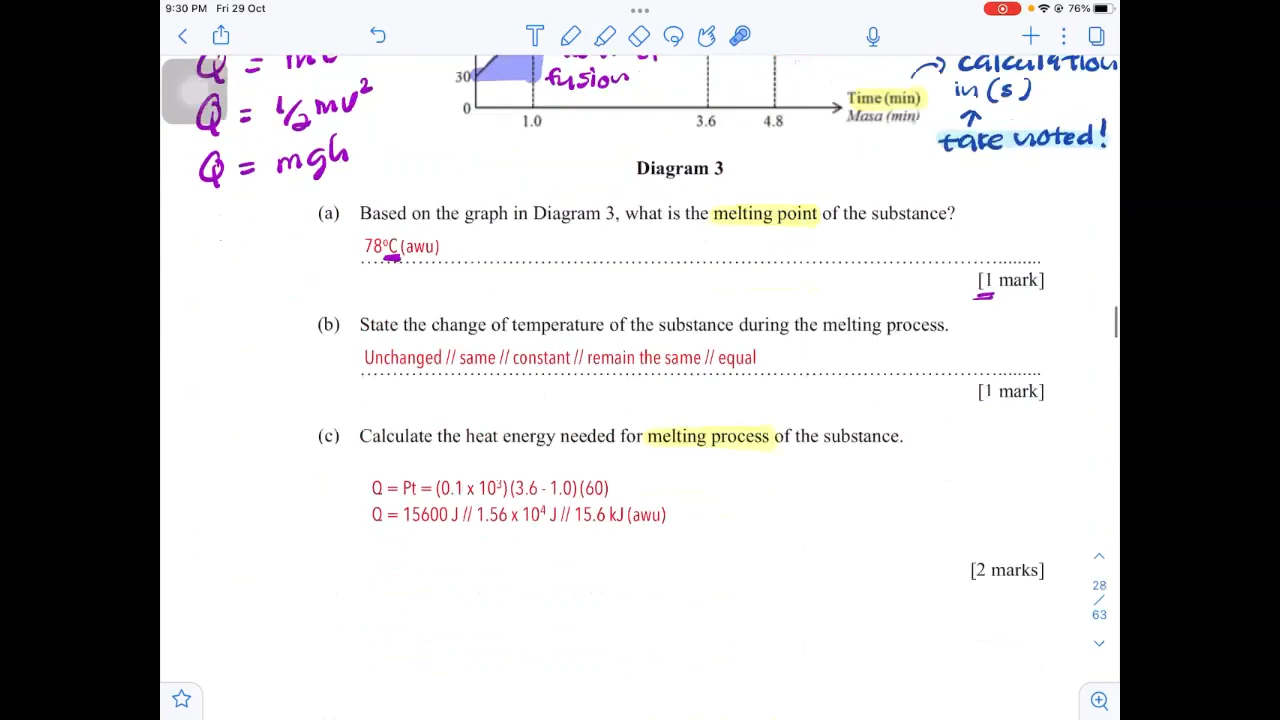 9:30 PM Fri 29 Oct
76%
Q = mc
30
fusion
calculation
in (s)
take noted!
Q = 1/2 mv²
Q = mgh
0
1.0
3.6
4.8
Time (min)
Masa (min)
Diagram 3
(a) Based on the graph in Diagram 3, what is the melting point of the substance?
78°C (awu)
[1 mark]
(b) State the change of temperature of the substance during the melting process.
Unchanged // same // constant // remain the same // equal
[1 mark]
(c) Calculate the heat energy needed for melting process of the substance.
Q = Pt = (0.1 x 10³) (3.6 - 1.0) (60)
Q = 15600 J // 1.56 x 10⁴ J // 15.6 kJ (awu)
[2 marks]
28
/
63